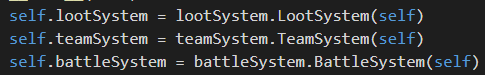 self.lootSystem = lootSystem.LootSystem(self)
self.teamSystem = teamSystem.TeamSystem(self)
self.battleSystem = battleSystem.BattleSystem(self)